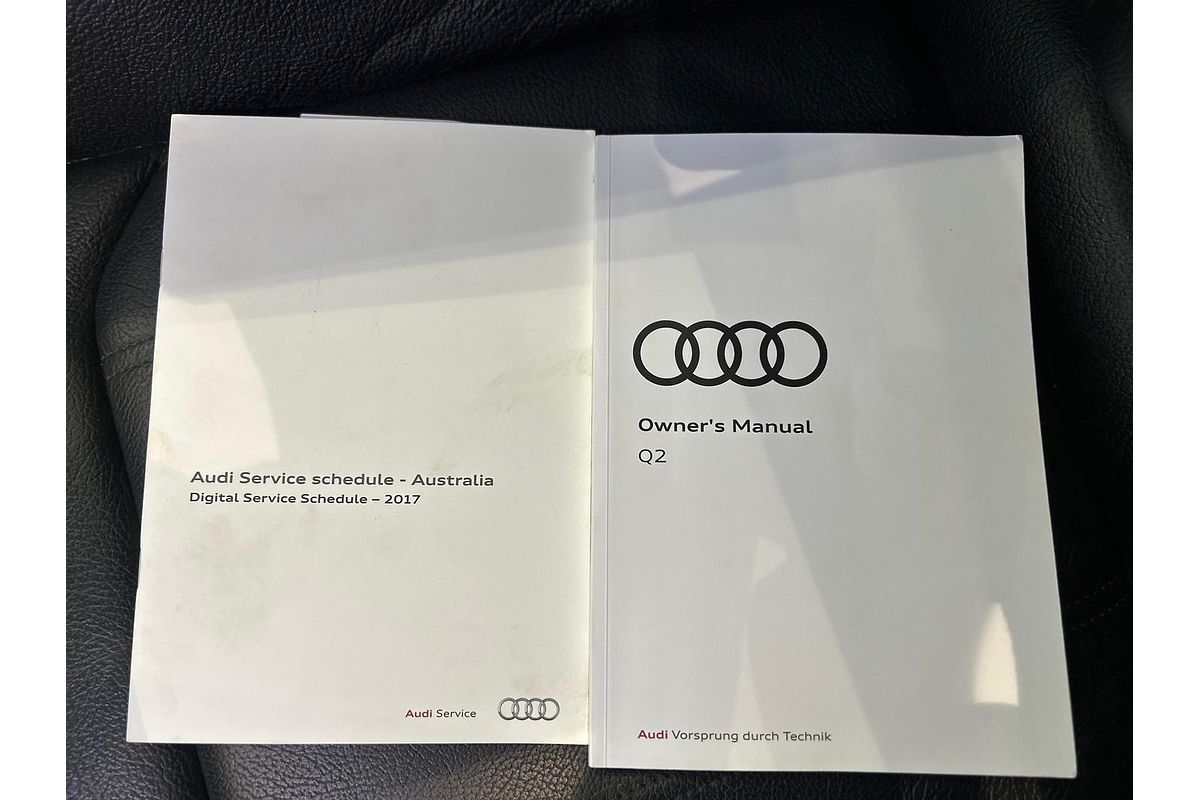 Audi Service schedule - Australia
Digital Service Schedule – 2017
Audi Service
Owner's Manual
Q2
Audi Vorsprung durch Technik